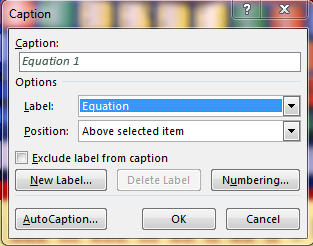 Caption
Caption:
Equation 1
Options
Label: Equation
Position: Above selected item
Exclude label from caption
New Label... Delete Label Numbering...
AutoCaption... OK Cancel